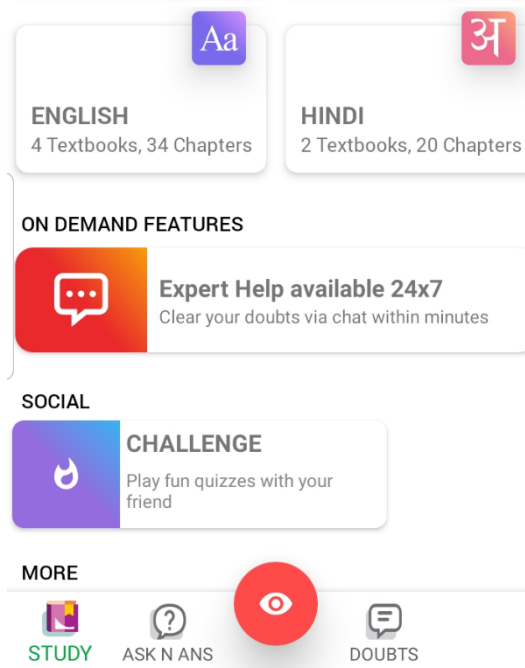 Aa
अ
ENGLISH
4 Textbooks, 34 Chapters
HINDI
2 Textbooks, 20 Chapters
ON DEMAND FEATURES
Expert Help available 24x7
Clear your doubts via chat within minutes
SOCIAL
CHALLENGE
Play fun quizzes with your
friend
MORE
STUDY
ASK N ANS
DOUBTS